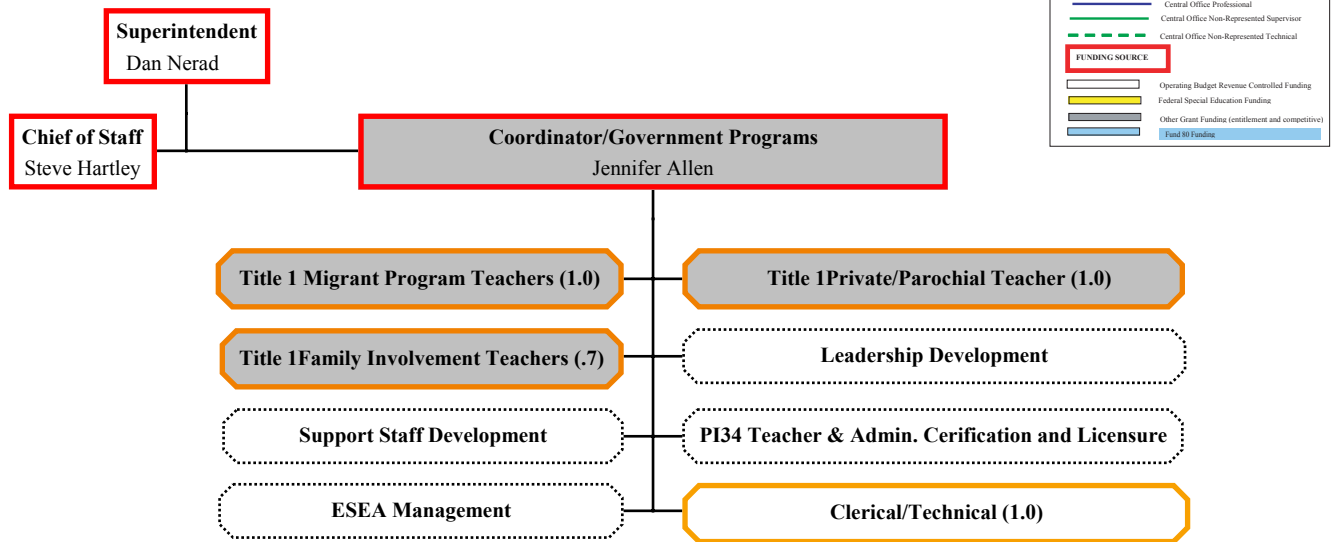 Central Office Professional
Central Office Non-Represented Supervisor
Central Office Non-Represented Technical
FUNDING SOURCE
Operating Budget Revenue Controlled Funding
Federal Special Education Funding
Other Grant Funding (entitlement and competitive)
Fund 80 Funding
Superintendent
Dan Nerad
Chief of Staff
Steve Hartley
Coordinator/Government Programs
Jennifer Allen
Title 1 Migrant Program Teachers (1.0)
Title 1Private/Parochial Teacher (1.0)
Title 1Family Involvement Teachers (.7)
Leadership Development
Support Staff Development
PI34 Teacher & Admin. Cerification and Licensure
ESEA Management
Clerical/Technical (1.0)